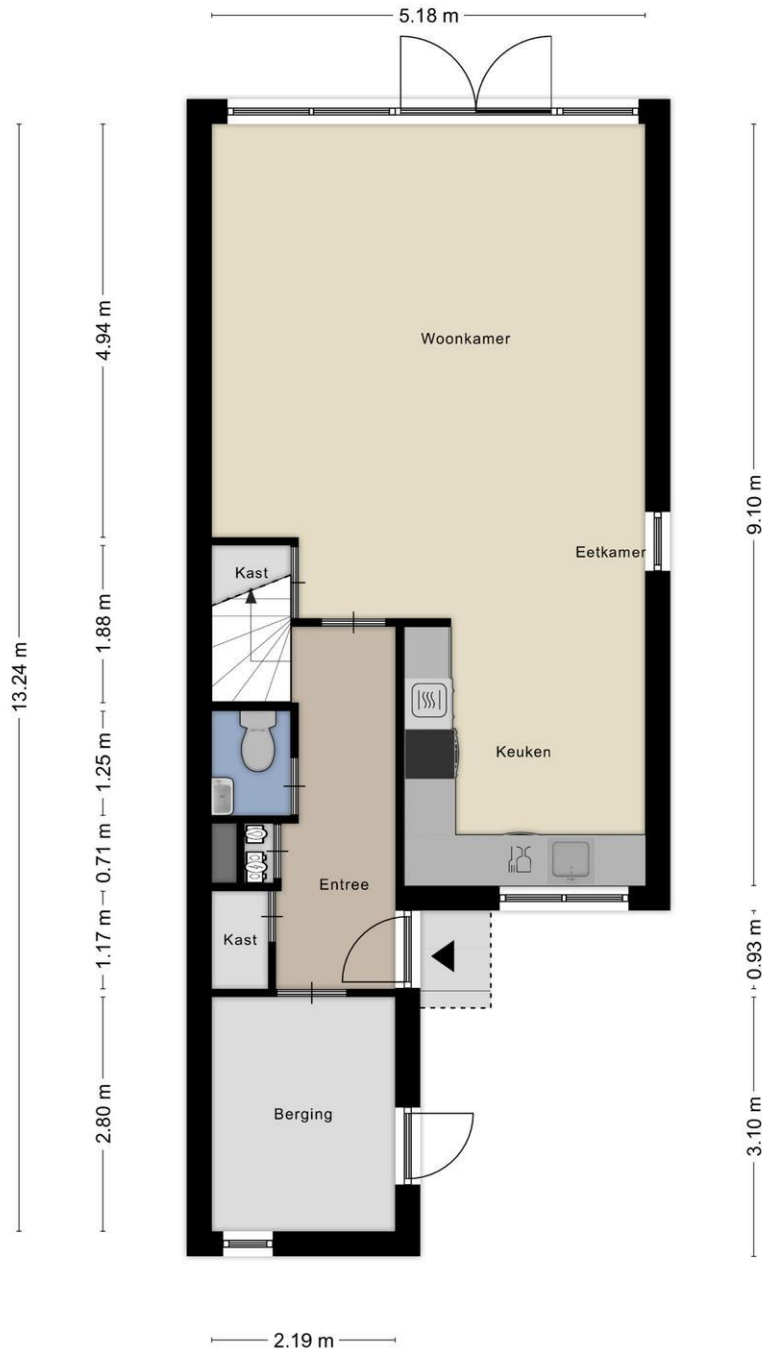 5.18 m
Woonkamer
4.94 m
9.10 m
Eetkamer
Kast
1.88 m
13.24 m
Keuken
1.25 m
0.71 m
Entree
1.17 m
Kast
0.93 m
Berging
2.80 m
3.10 m
2.19 m